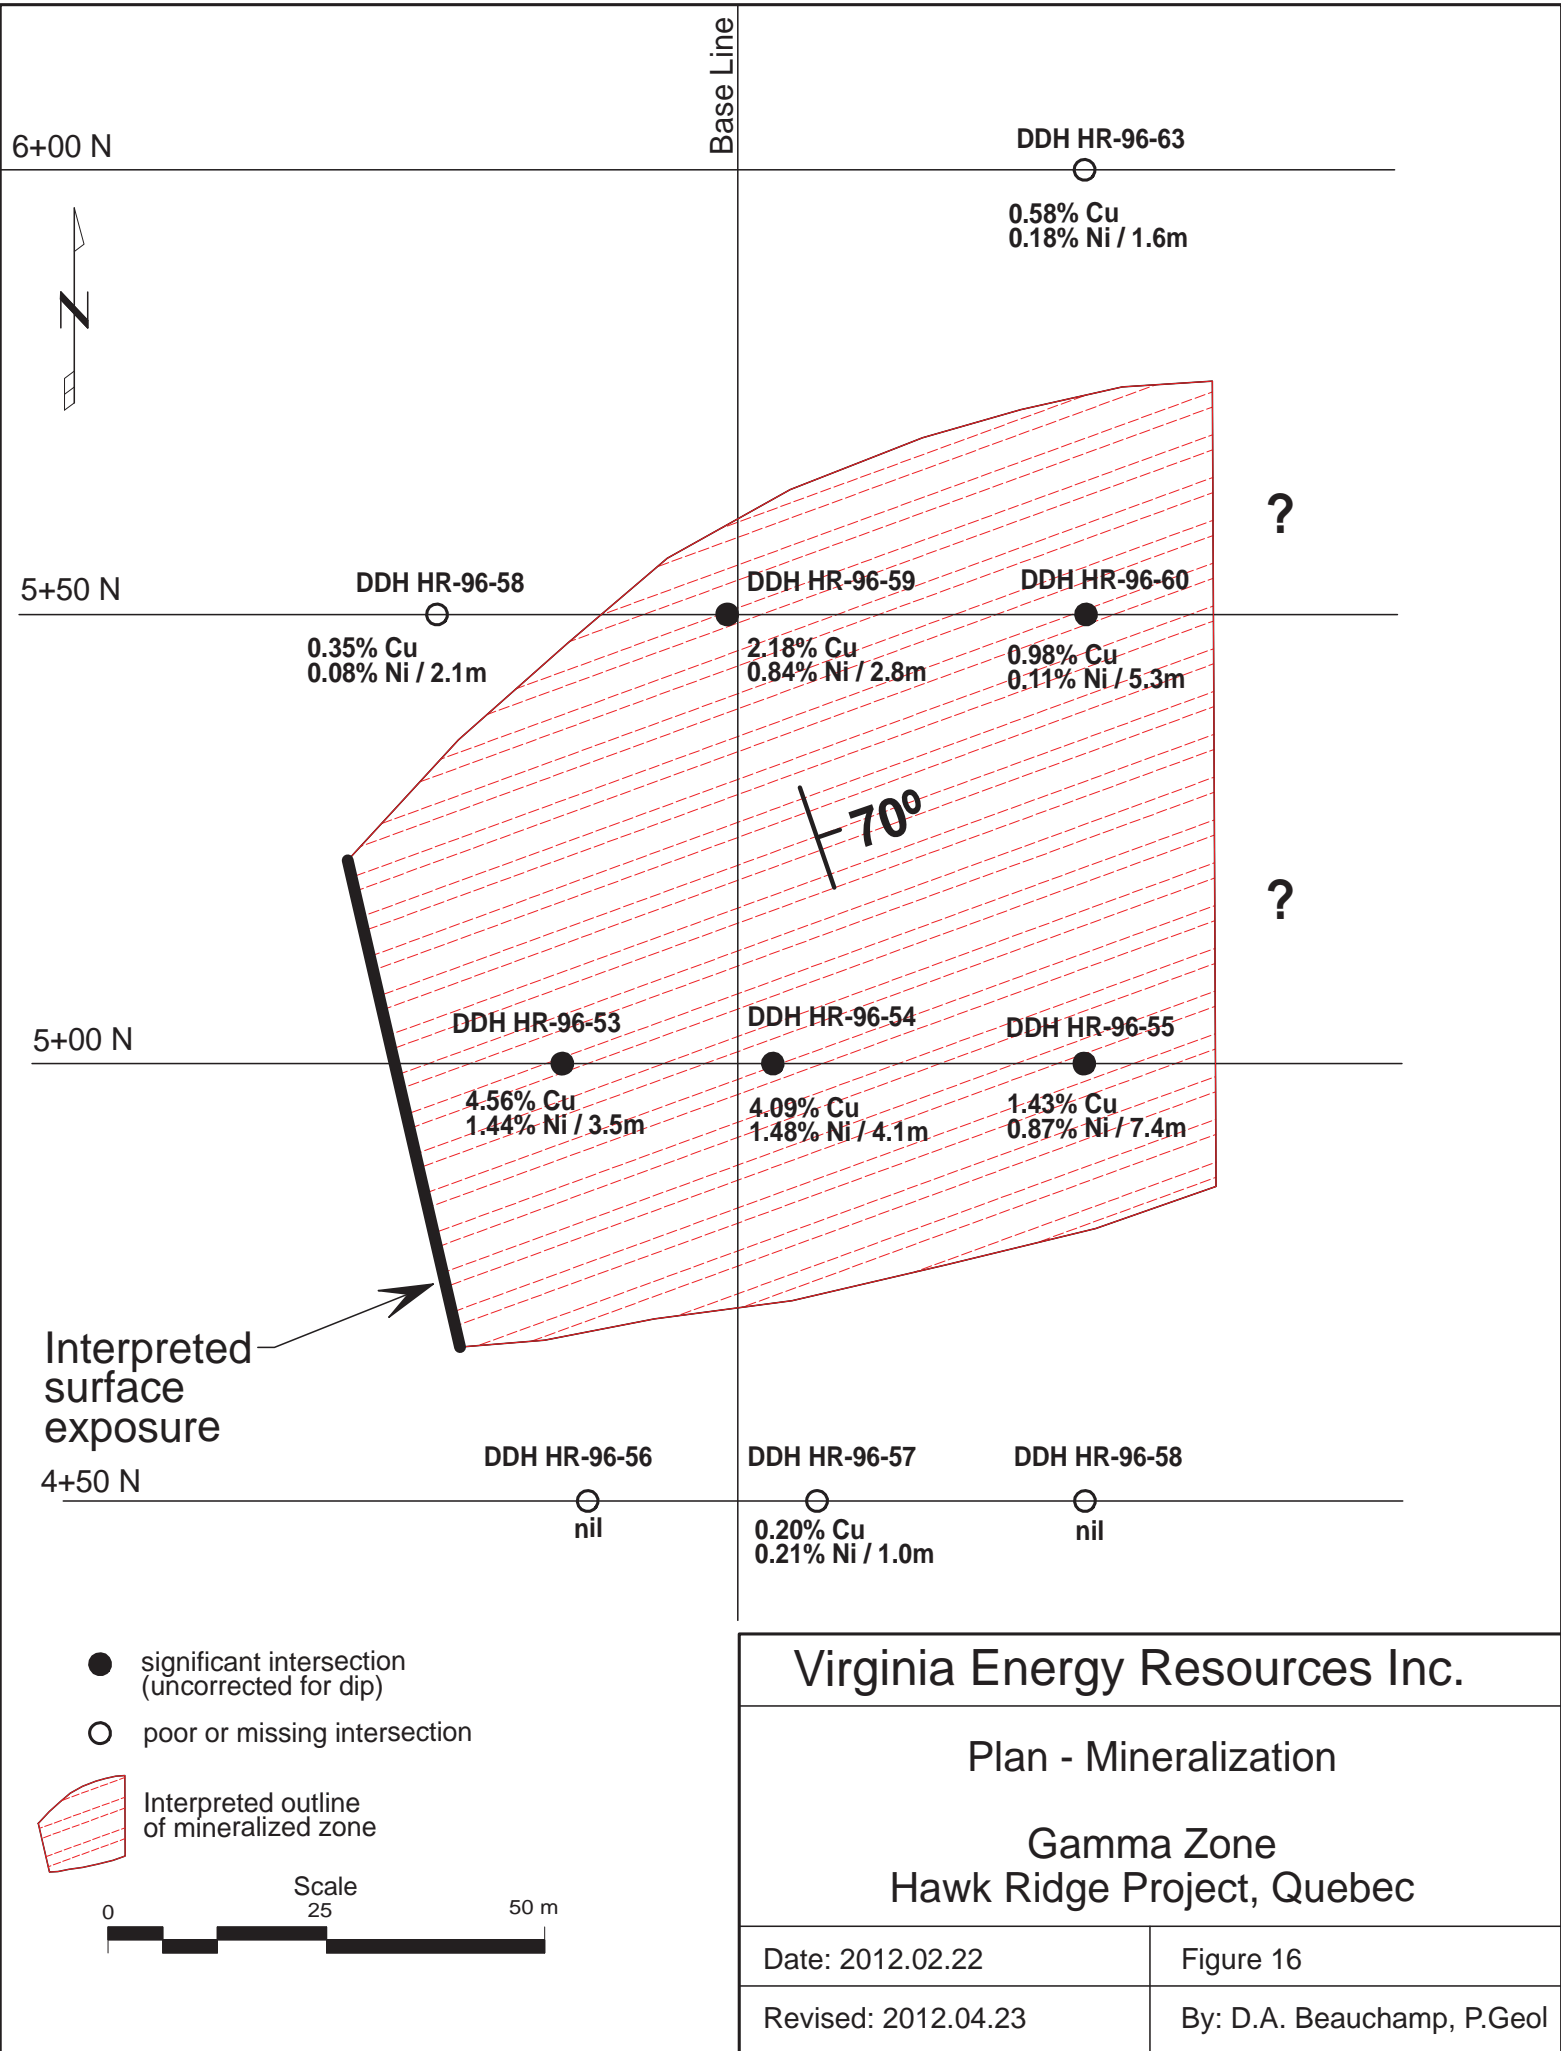 Base Line
6+00 N
DDH HR-96-63
0.58% Cu
0.18% Ni / 1.6m
N
?
5+50 N
DDH HR-96-58
0.35% Cu
0.08% Ni / 2.1m
DDH HR-96-59
2.18% Cu
0.84% Ni / 2.8m
DDH HR-96-60
0.98% Cu
0.11% Ni / 5.3m
70º
?
5+00 N
DDH HR-96-53
4.56% Cu
1.44% Ni / 3.5m
DDH HR-96-54
4.09% Cu
1.48% Ni / 4.1m
DDH HR-96-55
1.43% Cu
0.87% Ni / 7.4m
Interpreted
surface
exposure
4+50 N
DDH HR-96-56
nil
DDH HR-96-57
0.20% Cu
0.21% Ni / 1.0m
DDH HR-96-58
nil
significant intersection
(uncorrected for dip)
poor or missing intersection
Interpreted outline
of mineralized zone
Scale
0 25 50 m
Virginia Energy Resources Inc.
Plan - Mineralization
Gamma Zone
Hawk Ridge Project, Quebec
Date: 2012.02.22
Figure 16
Revised: 2012.04.23
By: D.A. Beauchamp, P.Geol